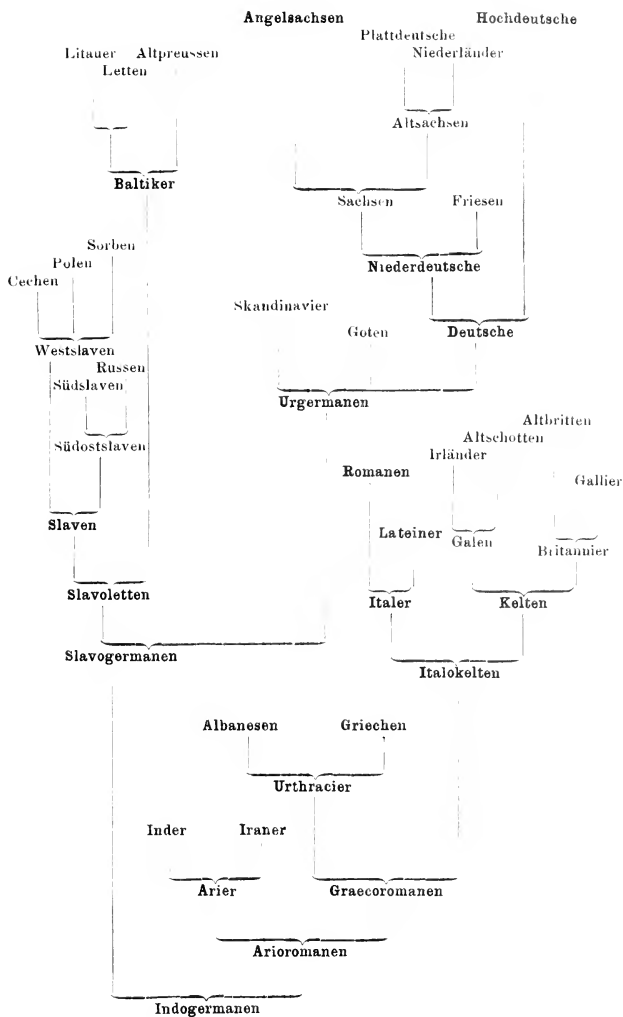 Angelsachsen Hochdeutsche
Plattdeutsche
Litauer Altpreussen Niederländer
Letten
Altsachsen
Baltiker
Sachsen Friesen
Sorben
Polen Niederdeutsche
Cechen
Skandinavier
Goten Deutsche
Westslaven
Russen
Südslaven
Urgermanen
Altbritten
Altschotten
Südostslaven Irländer
Romanen
Gallier
Slaven Lateiner
Galen
Britannier
Slavoletten Italer Kelten
Slavogermanen
Italokelten
Albanesen Griechen
Urthracier
Inder Iraner
Arier Graecoromanen
Arioromanen
Indogermanen